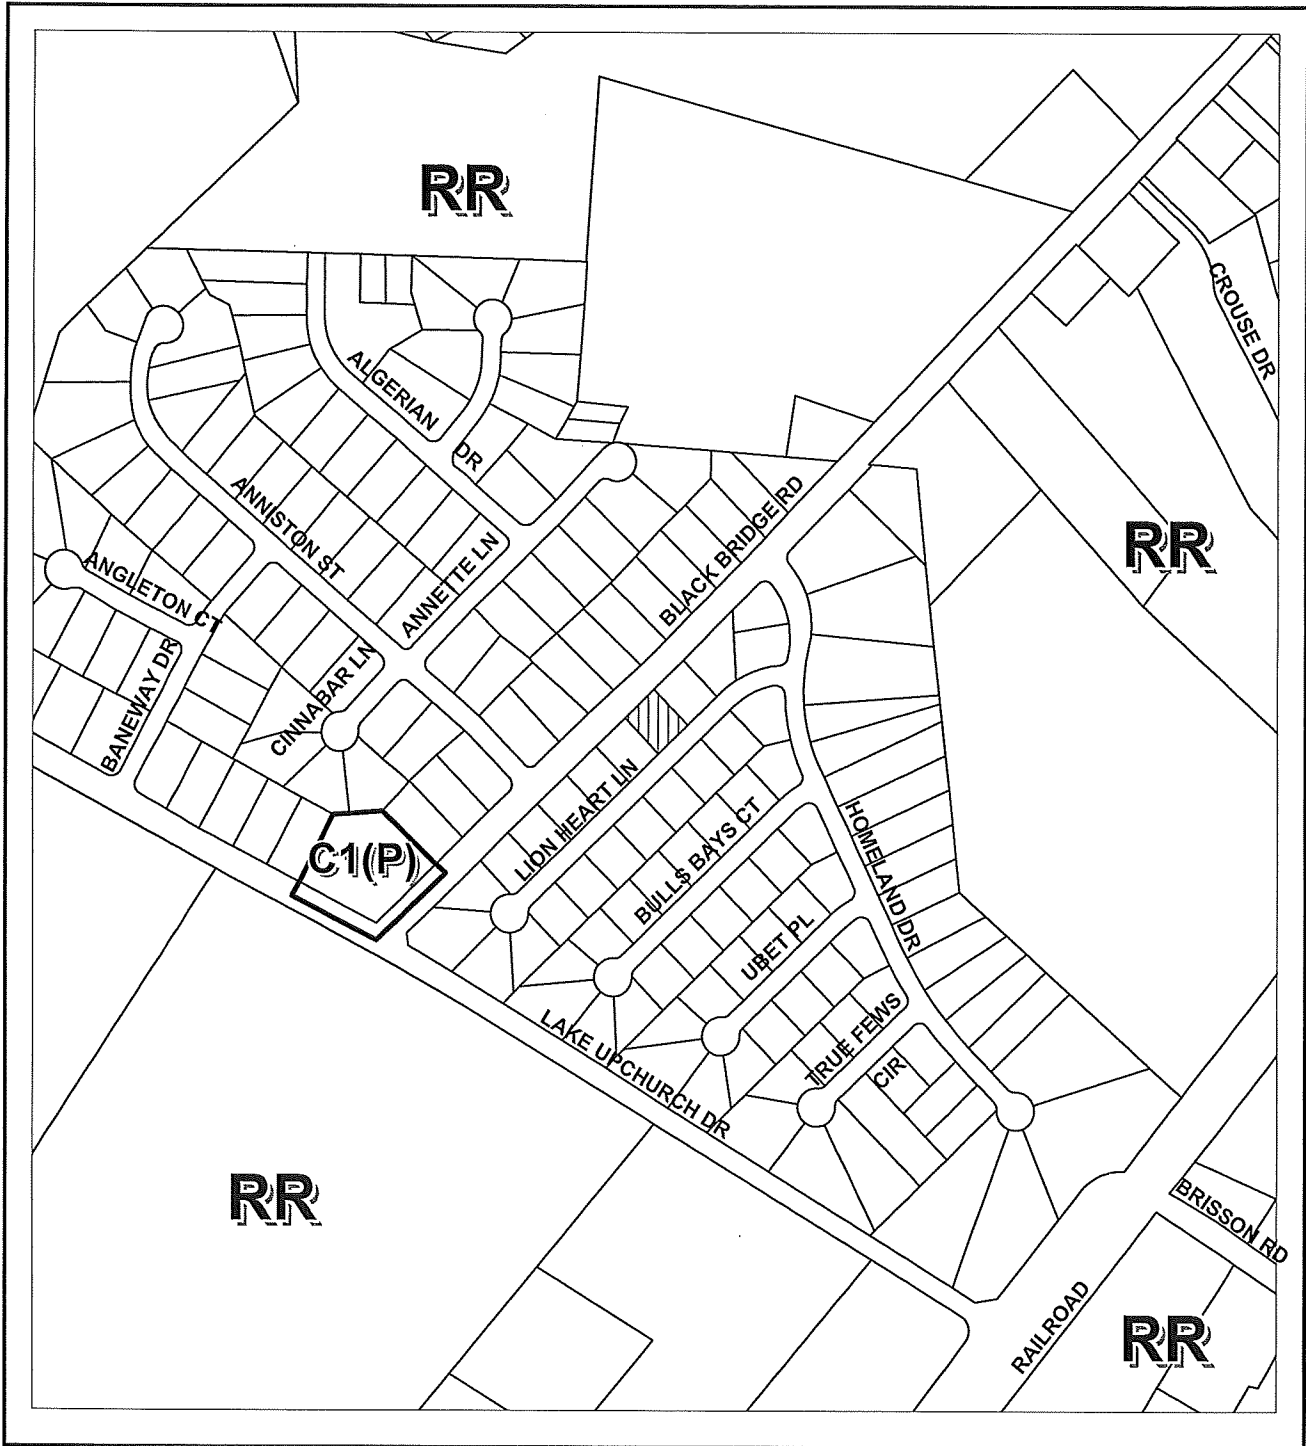 RR
CROUSE DR
ALGERIAN DR
ANNISTON ST
BLACK BRIDGE RD
RR
ANNETTE LN
ANGLETON CT
BANEWAY DR
CINNABAR LN
LION HEART LN
C1(P)
BULLS BAYS CT
HOMELAND DR
UBET PL
TRUE FEWS CIR
LAKE UPCHURCH DR
RR
BRISSON RD
RAILROAD
RR